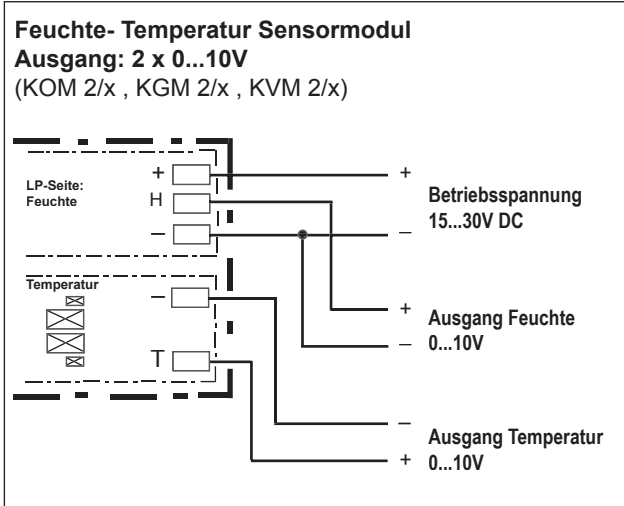 Feuchte- Temperatur Sensormodul
Ausgang: 2 x 0...10V
(KOM 2/x , KGM 2/x , KVM 2/x)
LP-Seite:
Feuchte
+
H
–
+
Betriebsspannung
15...30V DC
–
Temperatur
–
T
+
Ausgang Feuchte
–
0...10V
–
Ausgang Temperatur
+
0...10V